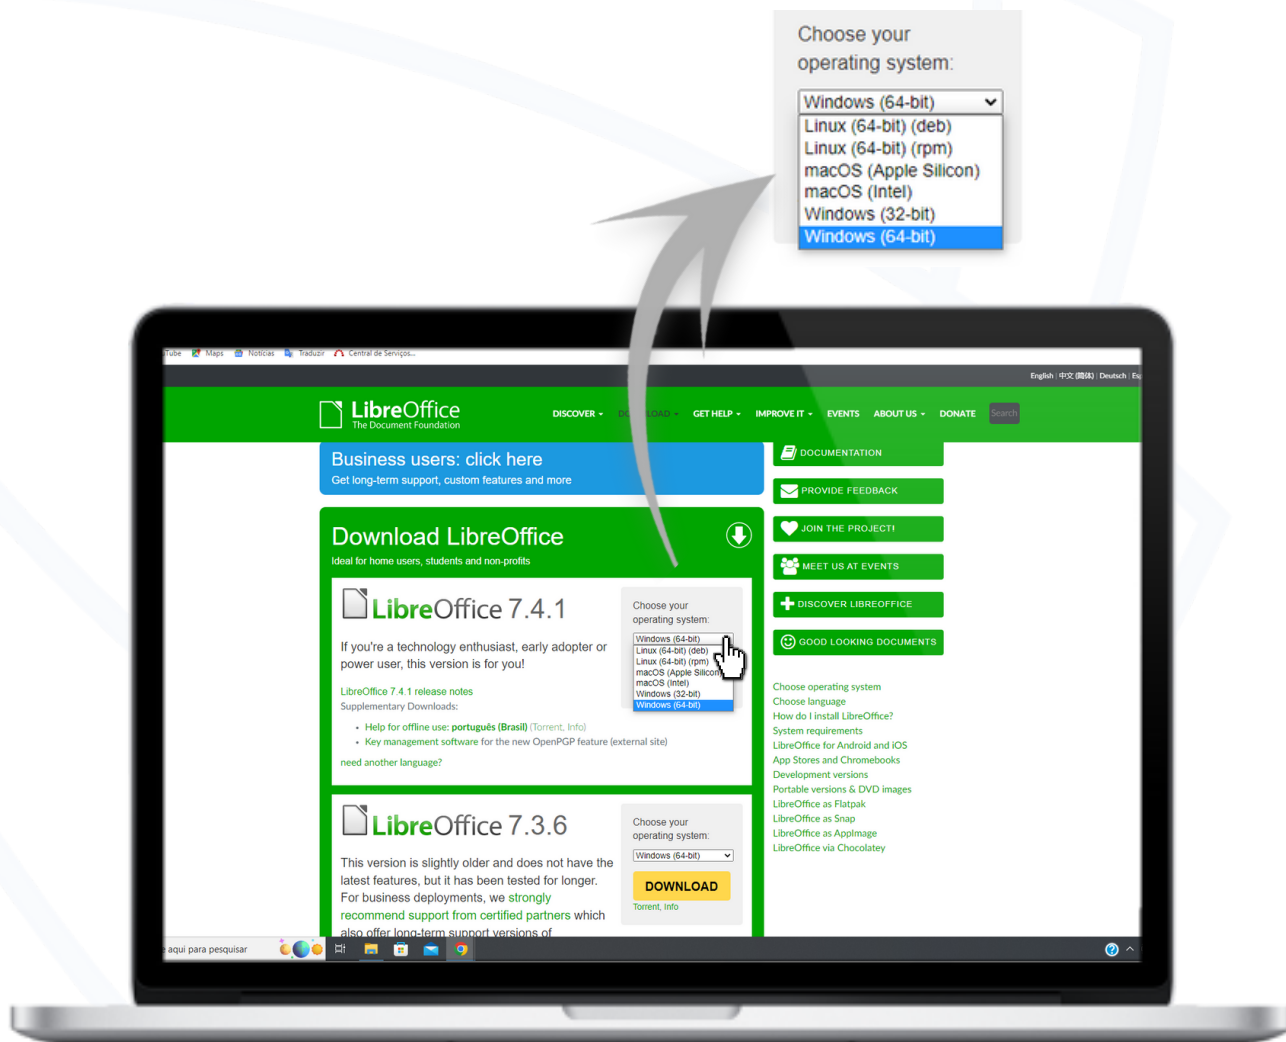 Choose your
operating system:
Windows (64-bit)
Linux (64-bit) (deb)
Linux (64-bit) (rpm)
macOS (Apple Silicon)
macOS (Intel)
Windows (32-bit)
Windows (64-bit)
Maps Notícias Traduzir Central de Serviços...
English | 中文 (简体) | Deutsch |
LibreOffice
The Document Foundation
DISCOVER DOWNLOAD GET HELP IMPROVE IT EVENTS ABOUT US DONATE Search
Business users: click here
Get long-term support, custom features and more
Download LibreOffice
Ideal for home users, students and non-profits
LibreOffice 7.4.1
If you're a technology enthusiast, early adopter or
power user, this version is for you!
LibreOffice 7.4.1 release notes
Supplementary Downloads:
• Help for offline use: português (Brasil) (Torrent, Info)
• Key management software for the new OpenPGP feature (external site)
need another language?
Choose your
operating system:
Windows (64-bit)
Linux (64-bit) (deb)
Linux (64-bit) (rpm)
macOS (Apple Silicon)
macOS (Intel)
Windows (32-bit)
Windows (64-bit)
LibreOffice 7.3.6
This version is slightly older and does not have the
latest features, but it has been tested for longer.
For business deployments, we strongly
recommend support from certified partners which
also offer long-term support versions of
Choose your
operating system:
Windows (64-bit)
DOWNLOAD
Torrent, Info
DOCUMENTATION
PROVIDE FEEDBACK
JOIN THE PROJECT!
MEET US AT EVENTS
DISCOVER LIBREOFFICE
GOOD LOOKING DOCUMENTS
Choose operating system
Choose language
How do I install LibreOffice?
System requirements
LibreOffice for Android and iOS
App Stores and Chromebooks
Development versions
Portable versions & DVD images
LibreOffice as Flatpak
LibreOffice as Snap
LibreOffice as AppImage
LibreOffice via Chocolatey
aqui para pesquisar